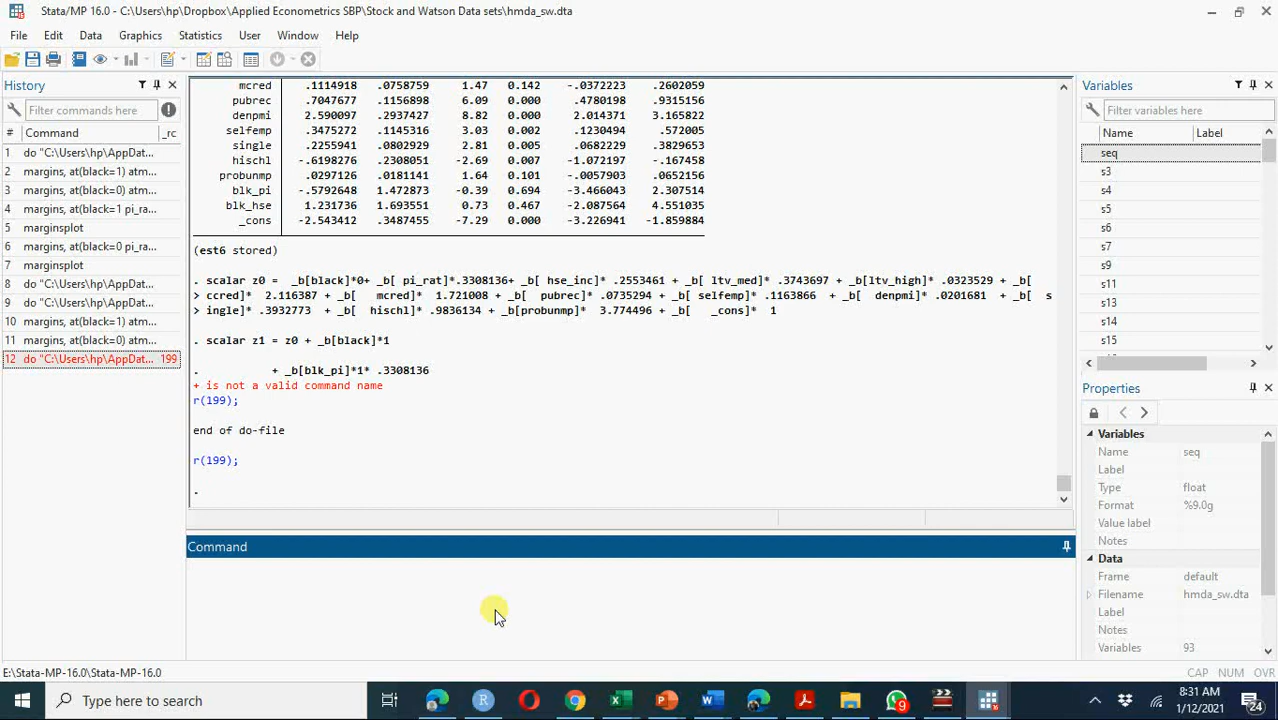 Stata/MP 16.0 - C:\Users\hp\Dropbox\Applied Econometrics SBP\Stock and Watson Data sets\hmda_sw.dta
File Edit Data Graphics Statistics User Window Help
History
Filter commands here
# Command _rc
1 do "C:\Users\hp\AppDat...
2 margins, at(black=1) atm...
3 margins, at(black=0) atm...
4 margins, at(black=1 pi_ra...
5 marginsplot
6 margins, at(black=0 pi_ra...
7 marginsplot
8 do "C:\Users\hp\AppDat...
9 do "C:\Users\hp\AppDat...
10 margins, at(black=1) atm...
11 margins, at(black=0) atm...
12 do "C:\Users\hp\AppDat... 199
mcred .1114918 .0758759 1.47 0.142 -.0372223 .2602059
pubrec .7047677 .1156898 6.09 0.000 .4780198 .9315156
denpmi 2.590097 .2937427 8.82 0.000 2.014371 3.165822
selfemp .3475272 .1145316 3.03 0.002 .1230494 .572005
single .2255941 .0802929 2.81 0.005 .0682229 .3829653
hischl -.6198276 .2308051 -2.69 0.007 -1.072197 -.167458
probunmp .0297126 .0181141 1.64 0.101 -.0057903 .0652156
blk_pi -.5792648 1.472873 -0.39 0.694 -3.466043 2.307514
blk_hse 1.231736 1.693551 0.73 0.467 -2.087564 4.551035
_cons -2.543412 .3487455 -7.29 0.000 -3.226941 -1.859884
(est6 stored)
. scalar z0 = _b[black]*0+ _b[ pi_rat]*.3308136+ _b[ hse_inc]* .2553461 + _b[ ltv_med]* .3743697 + _b[ltv_high]* .0323529 + _b[
> ccred]* 2.116387 + _b[ mcred]* 1.721008 + _b[ pubrec]* .0735294 + _b[ selfemp]* .1163866 + _b[ denpmi]* .0201681 + _b[ s
> ingle]* .3932773 + _b[ hischl]* .9836134 + _b[probunmp]* 3.774496 + _b[ _cons]* 1
. scalar z1 = z0 + _b[black]*1
. + _b[blk_pi]*1* .3308136
+ is not a valid command name
r(199);
end of do-file
r(199);
.
Command
Variables
Filter variables here
Name Label
seq
s3
s4
s5
s6
s7
s9
s11
s13
s14
s15
Properties
Variables
Name seq
Label
Type float
Format %9.0g
Value label
Notes
Data
Frame default
Filename hmda_sw.dta
Label
Notes
Variables 93
E:\Stata-MP-16.0\Stata-MP-16.0
CAP NUM OVR
Type here to search
8:31 AM
1/12/2021